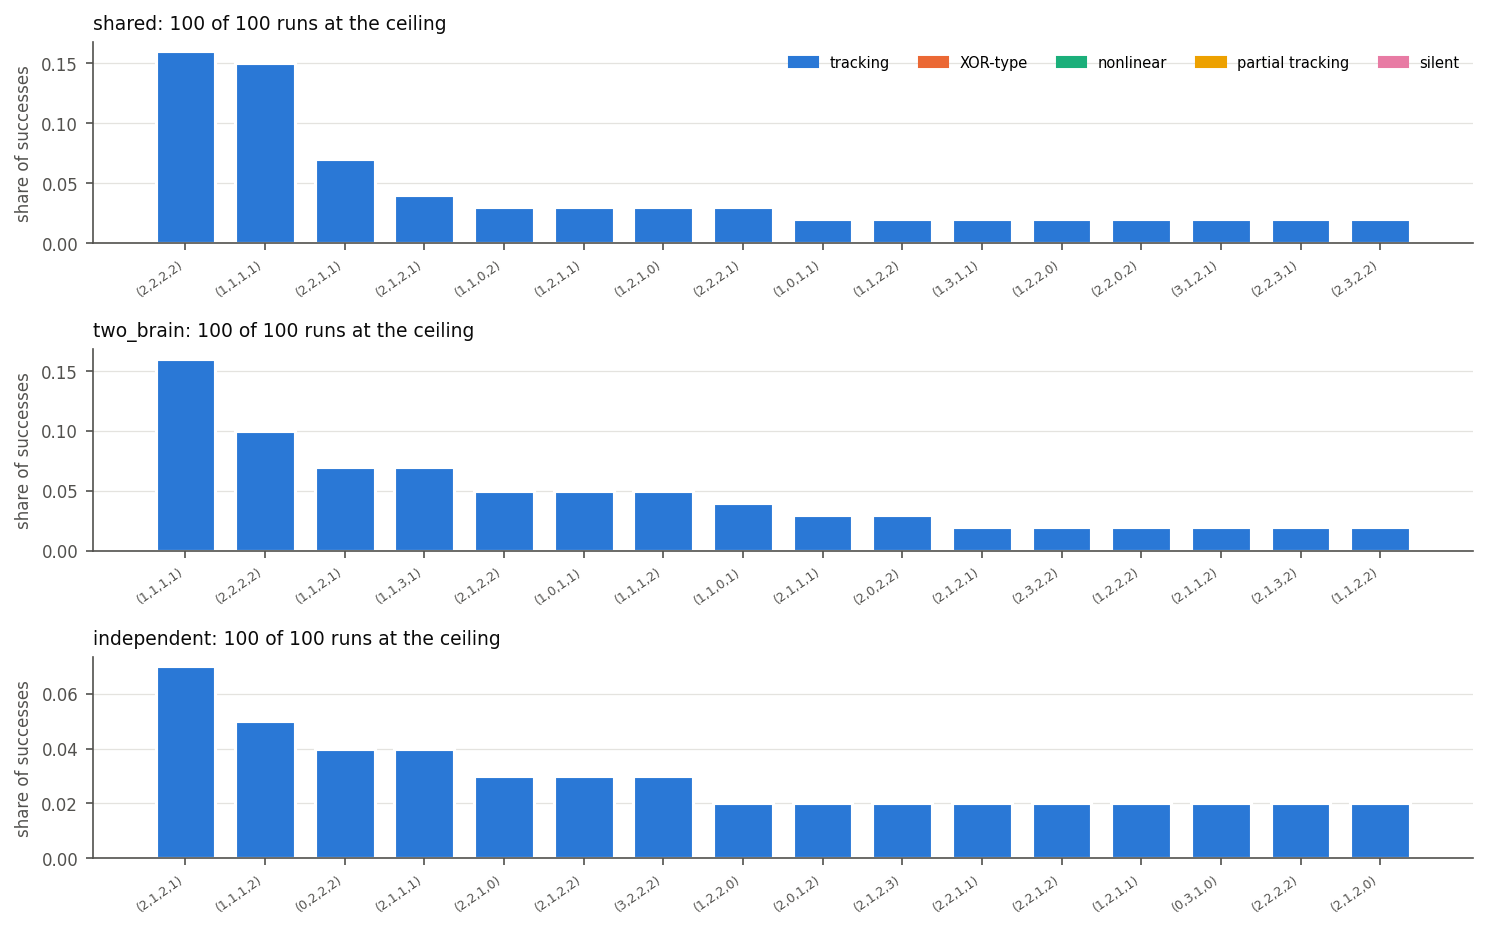 shared: 100 of 100 runs at the ceiling
share of successes
0.15
0.10
0.05
0.00
tracking XOR-type nonlinear partial tracking silent
(2,2,2,2) (1,1,1,1) (2,2,1,1) (2,1,2,1) (1,1,0,2) (1,2,1,1) (1,2,1,0) (2,2,2,1) (1,0,1,1) (1,1,2,2) (1,3,1,1) (1,2,2,0) (2,2,0,2) (3,1,2,1) (2,2,3,1) (2,3,2,2)
two_brain: 100 of 100 runs at the ceiling
share of successes
0.15
0.10
0.05
0.00
(1,1,1,1) (2,2,2,2) (1,1,2,1) (1,1,3,1) (2,1,2,2) (1,0,1,1) (1,1,1,2) (1,1,0,1) (2,1,1,1) (2,0,2,2) (2,1,2,1) (2,3,2,2) (1,2,2,2) (2,1,1,2) (2,1,3,2) (1,1,2,2)
independent: 100 of 100 runs at the ceiling
share of successes
0.06
0.04
0.02
0.00
(2,1,2,1) (1,1,1,2) (0,2,2,2) (2,1,1,1) (2,2,1,0) (2,1,2,2) (3,2,2,2) (1,2,2,0) (2,0,1,2) (2,1,2,3) (2,2,1,1) (2,2,1,2) (1,2,1,1) (0,3,1,0) (2,2,2,2) (2,1,2,0)